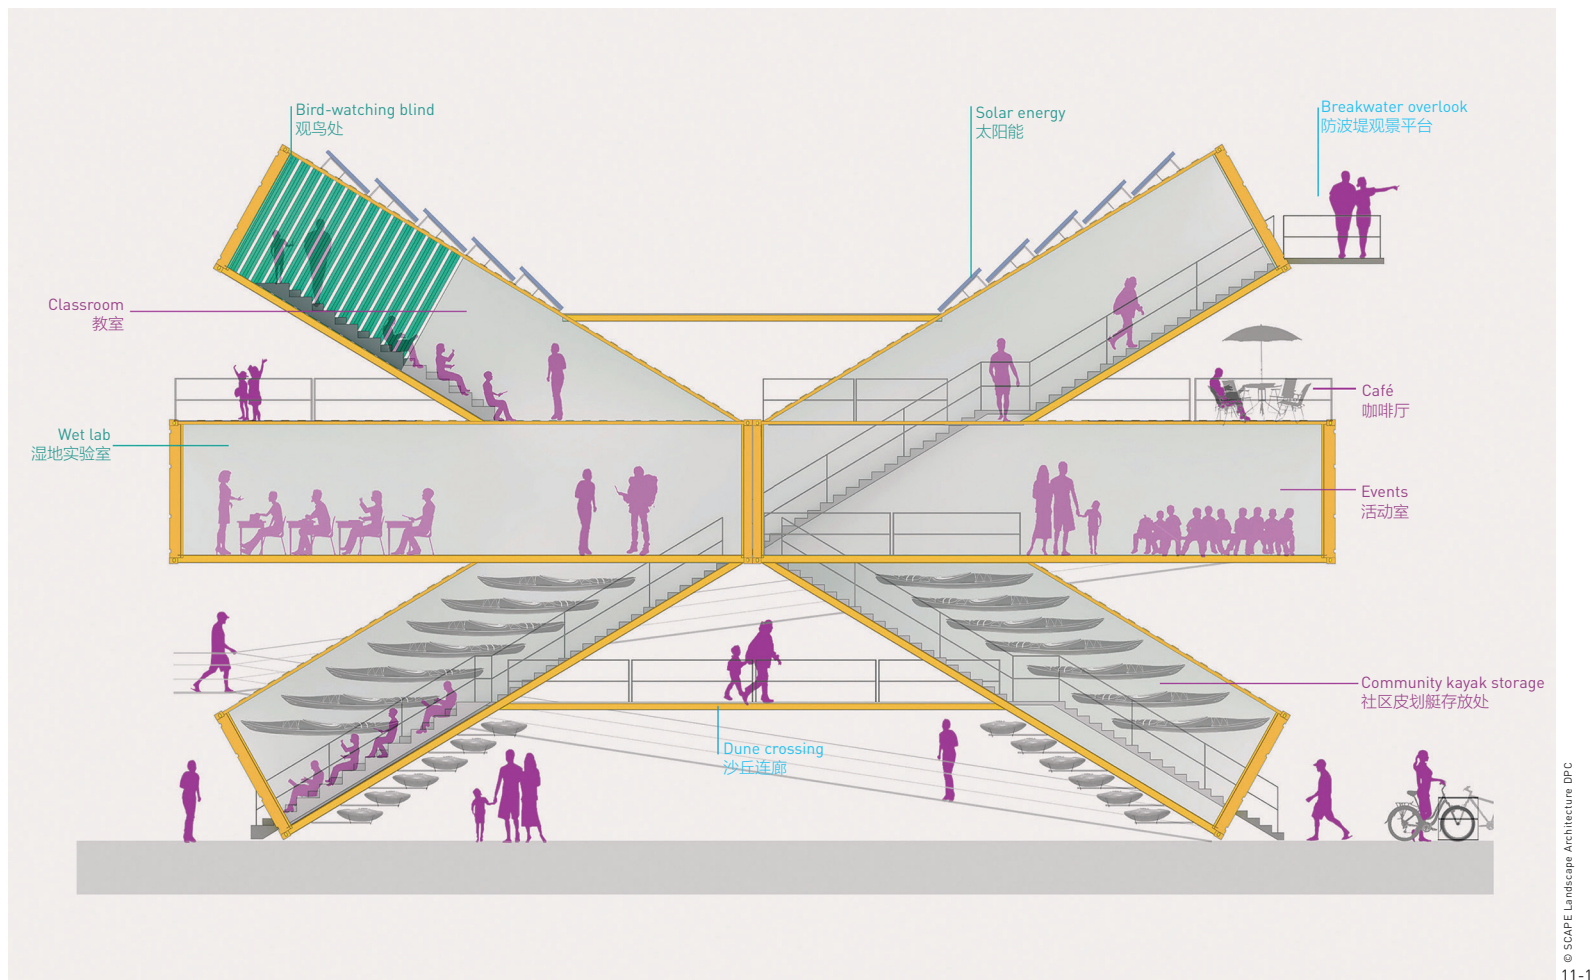 Bird-watching blind
观鸟处
Solar energy
太阳能
Breakwater overlook
防波堤观景平台
Classroom
教室
Café
咖啡厅
Wet lab
湿地实验室
Events
活动室
Community kayak storage
社区皮划艇存放处
Dune crossing
沙丘连廊
© SCAPE Landscape Architecture DPC
11-1